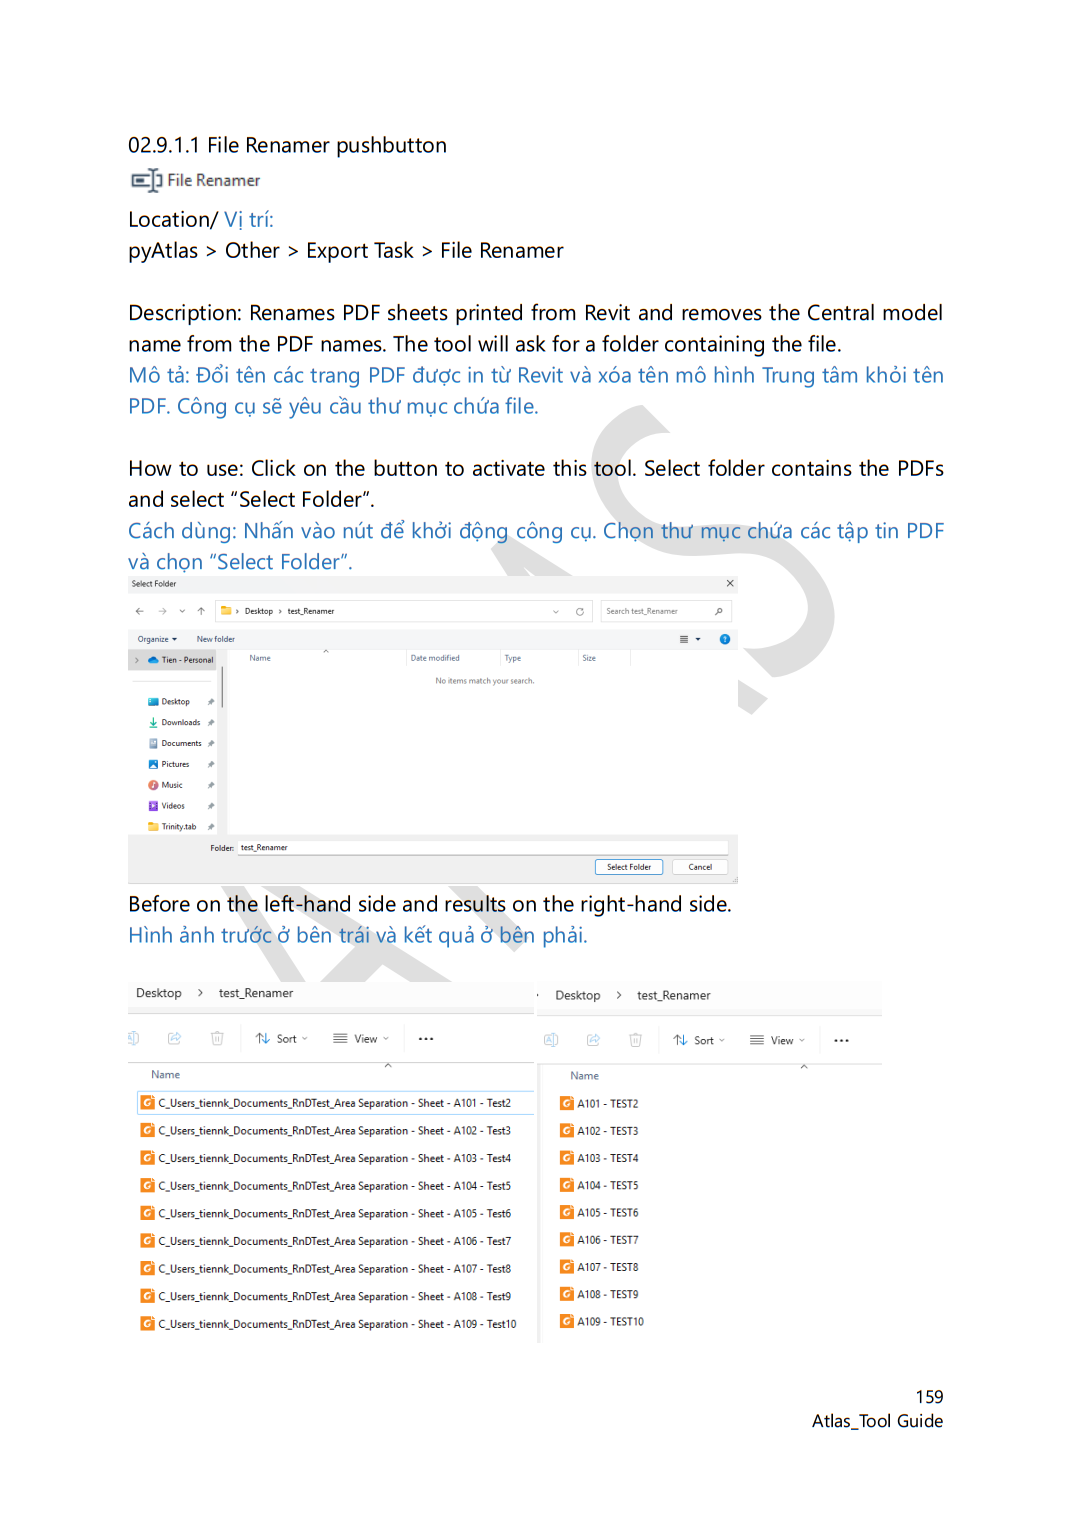 02.9.1.1 File Renamer pushbutton
File Renamer
Location/ Vị trí:
pyAtlas > Other > Export Task > File Renamer
Description: Renames PDF sheets printed from Revit and removes the Central model
name from the PDF names. The tool will ask for a folder containing the file.
Mô tả: Đổi tên các trang PDF được in từ Revit và xóa tên mô hình Trung tâm khỏi tên
PDF. Công cụ sẽ yêu cầu thư mục chứa file.
How to use: Click on the button to activate this tool. Select folder contains the PDFs
and select “Select Folder”.
Cách dùng: Nhấn vào nút để khởi động công cụ. Chọn thư mục chứa các tập tin PDF
và chọn “Select Folder”.
Select Folder
Desktop > test_Renamer
Search test_Renamer
Organize New folder
Tien - Personal
Name Date modified Type Size
No items match your search.
Desktop
Downloads
Documents
Pictures
Music
Videos
Trinity.tab
Folder: test_Renamer
Select Folder Cancel
Before on the left-hand side and results on the right-hand side.
Hình ảnh trước ở bên trái và kết quả ở bên phải.
Desktop > test_Renamer
Sort View ...
Name
C_Users_tiennk_Documents_RnDTest_Area Separation - Sheet - A101 - Test2
C_Users_tiennk_Documents_RnDTest_Area Separation - Sheet - A102 - Test3
C_Users_tiennk_Documents_RnDTest_Area Separation - Sheet - A103 - Test4
C_Users_tiennk_Documents_RnDTest_Area Separation - Sheet - A104 - Test5
C_Users_tiennk_Documents_RnDTest_Area Separation - Sheet - A105 - Test6
C_Users_tiennk_Documents_RnDTest_Area Separation - Sheet - A106 - Test7
C_Users_tiennk_Documents_RnDTest_Area Separation - Sheet - A107 - Test8
C_Users_tiennk_Documents_RnDTest_Area Separation - Sheet - A108 - Test9
C_Users_tiennk_Documents_RnDTest_Area Separation - Sheet - A109 - Test10
Desktop > test_Renamer
Sort View ...
Name
A101 - TEST2
A102 - TEST3
A103 - TEST4
A104 - TEST5
A105 - TEST6
A106 - TEST7
A107 - TEST8
A108 - TEST9
A109 - TEST10
159
Atlas_Tool Guide